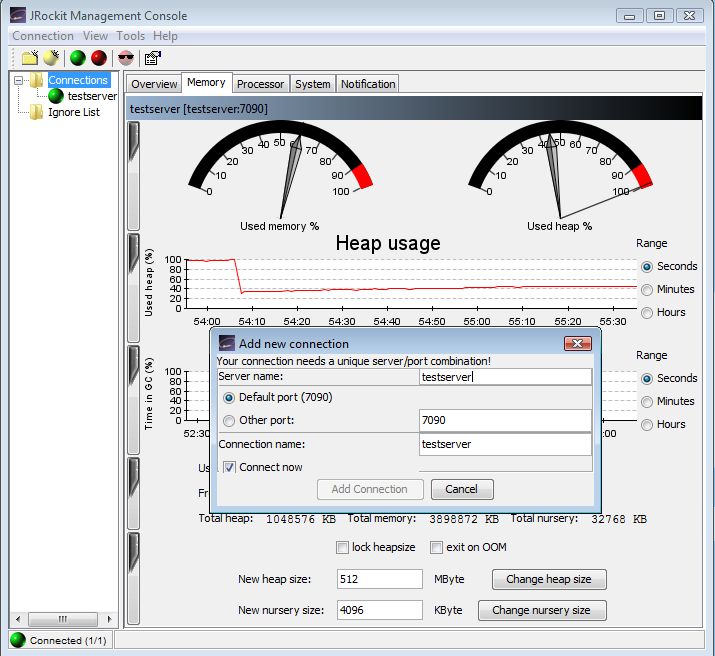 JRockit Management Console
Connection View Tools Help
Connections
testserver
Ignore List
Overview Memory Processor System Notification
testserver [testserver:7090]
0 10 20 30 40 50 60 70 80 90 100
Used memory %
0 10 20 30 40 50 60 70 80 90 100
Used heap %
Heap usage
Used heap (%)
100
80
60
40
20
0
54:00 54:10 54:20 54:30 54:40 54:50 55:00 55:10 55:20 55:30
Range
Seconds
Minutes
Hours
Time in GC (%)
100
80
60
40
20
0
52:30
:00
Range
Seconds
Minutes
Hours
Add new connection
Your connection needs a unique server/port combination!
Server name: testserver
Default port (7090)
Other port: 7090
Connection name: testserver
Connect now
Add Connection Cancel
Us
Fr
Total heap: 1048576 KB Total memory: 3898872 KB Total nursery: 32768 KB
lock heapsize exit on OOM
New heap size: 512 MByte Change heap size
New nursery size: 4096 KByte Change nursery size
Connected (1/1)